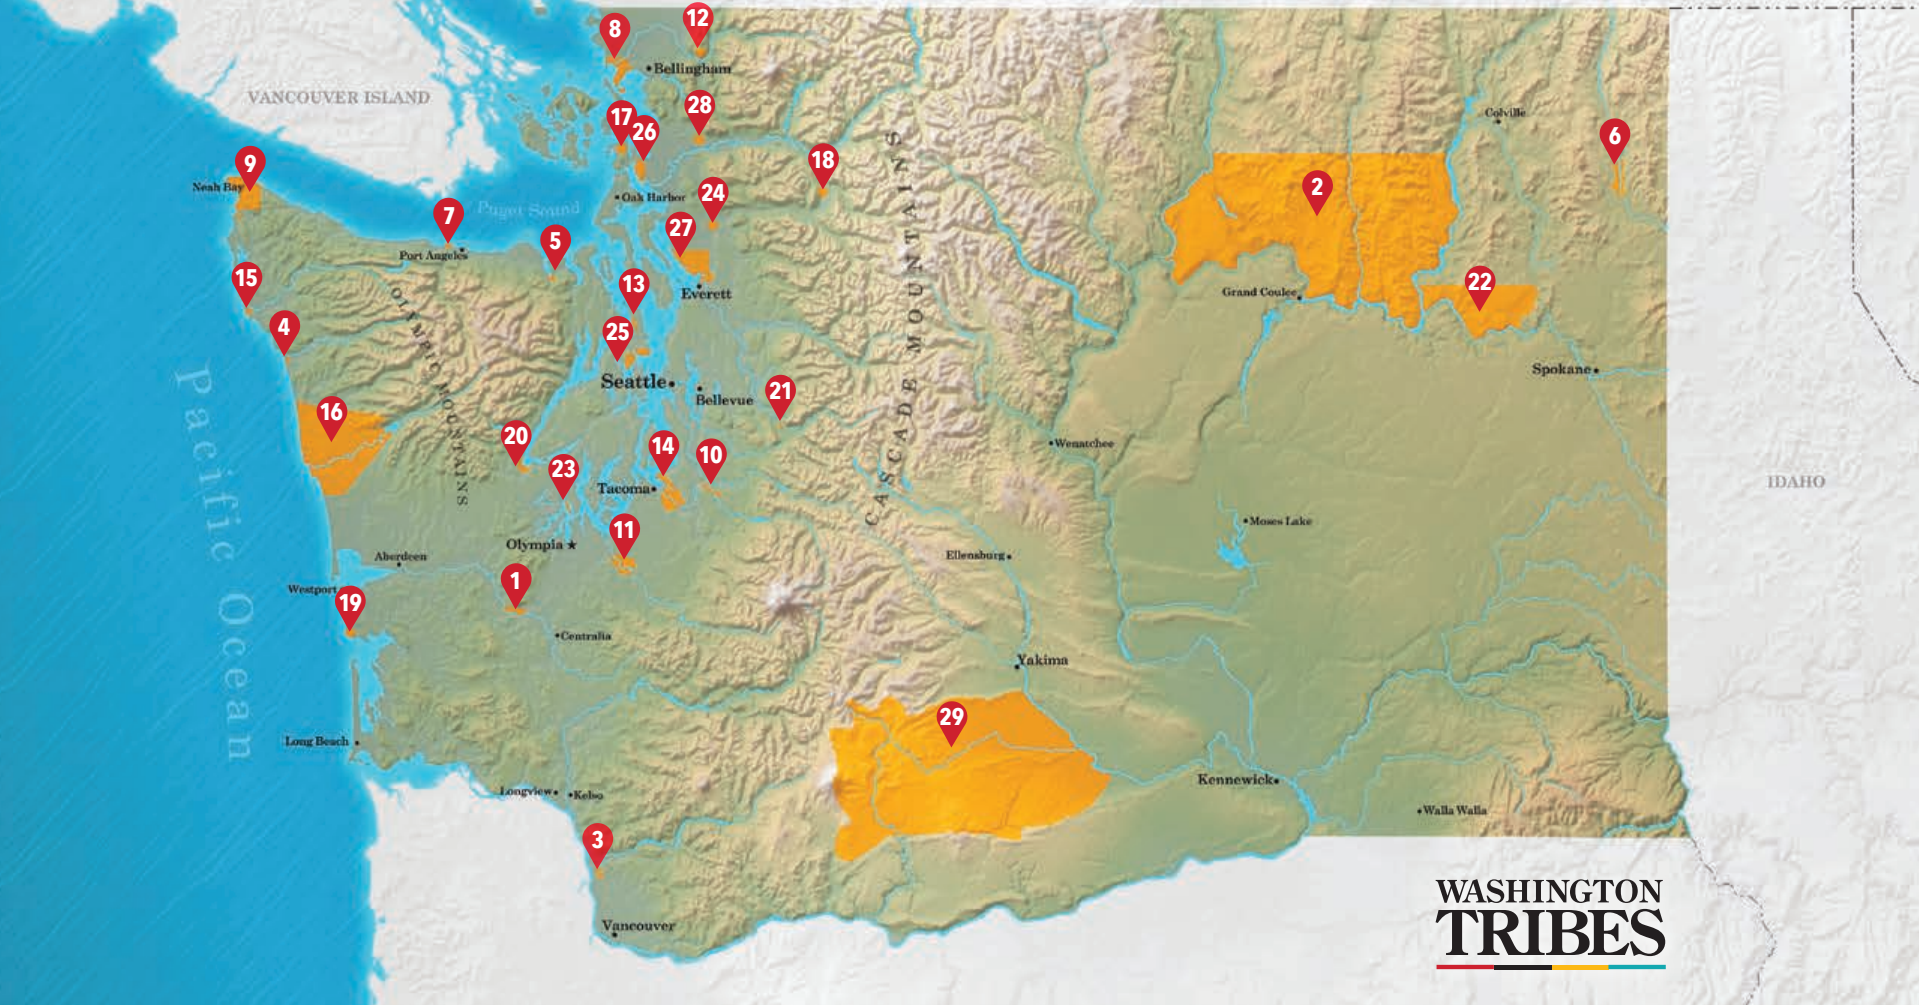 8
12
Bellingham
VANCOUVER ISLAND
28
17
26
Colville
6
9
18
Neah Bay
2
24
Oak Harbor
7
Puget Sound
27
5
Port Angeles
15
13
Everett
22
Grand Coulee
4
25
OLYMPIC MOUNTAINS
CASCADE MOUNTAINS
Pacific Ocean
Seattle
Spokane
21
Bellevue
16
20
14
10
Wenatchee
23
Tacoma
IDAHO
11
Moses Lake
Olympia
Aberdeen
Ellensburg
1
Westport
19
Centralia
Yakima
29
Long Beach
Kennewick
Longview
Kelso
Walla Walla
3
Vancouver
WASHINGTON
TRIBES